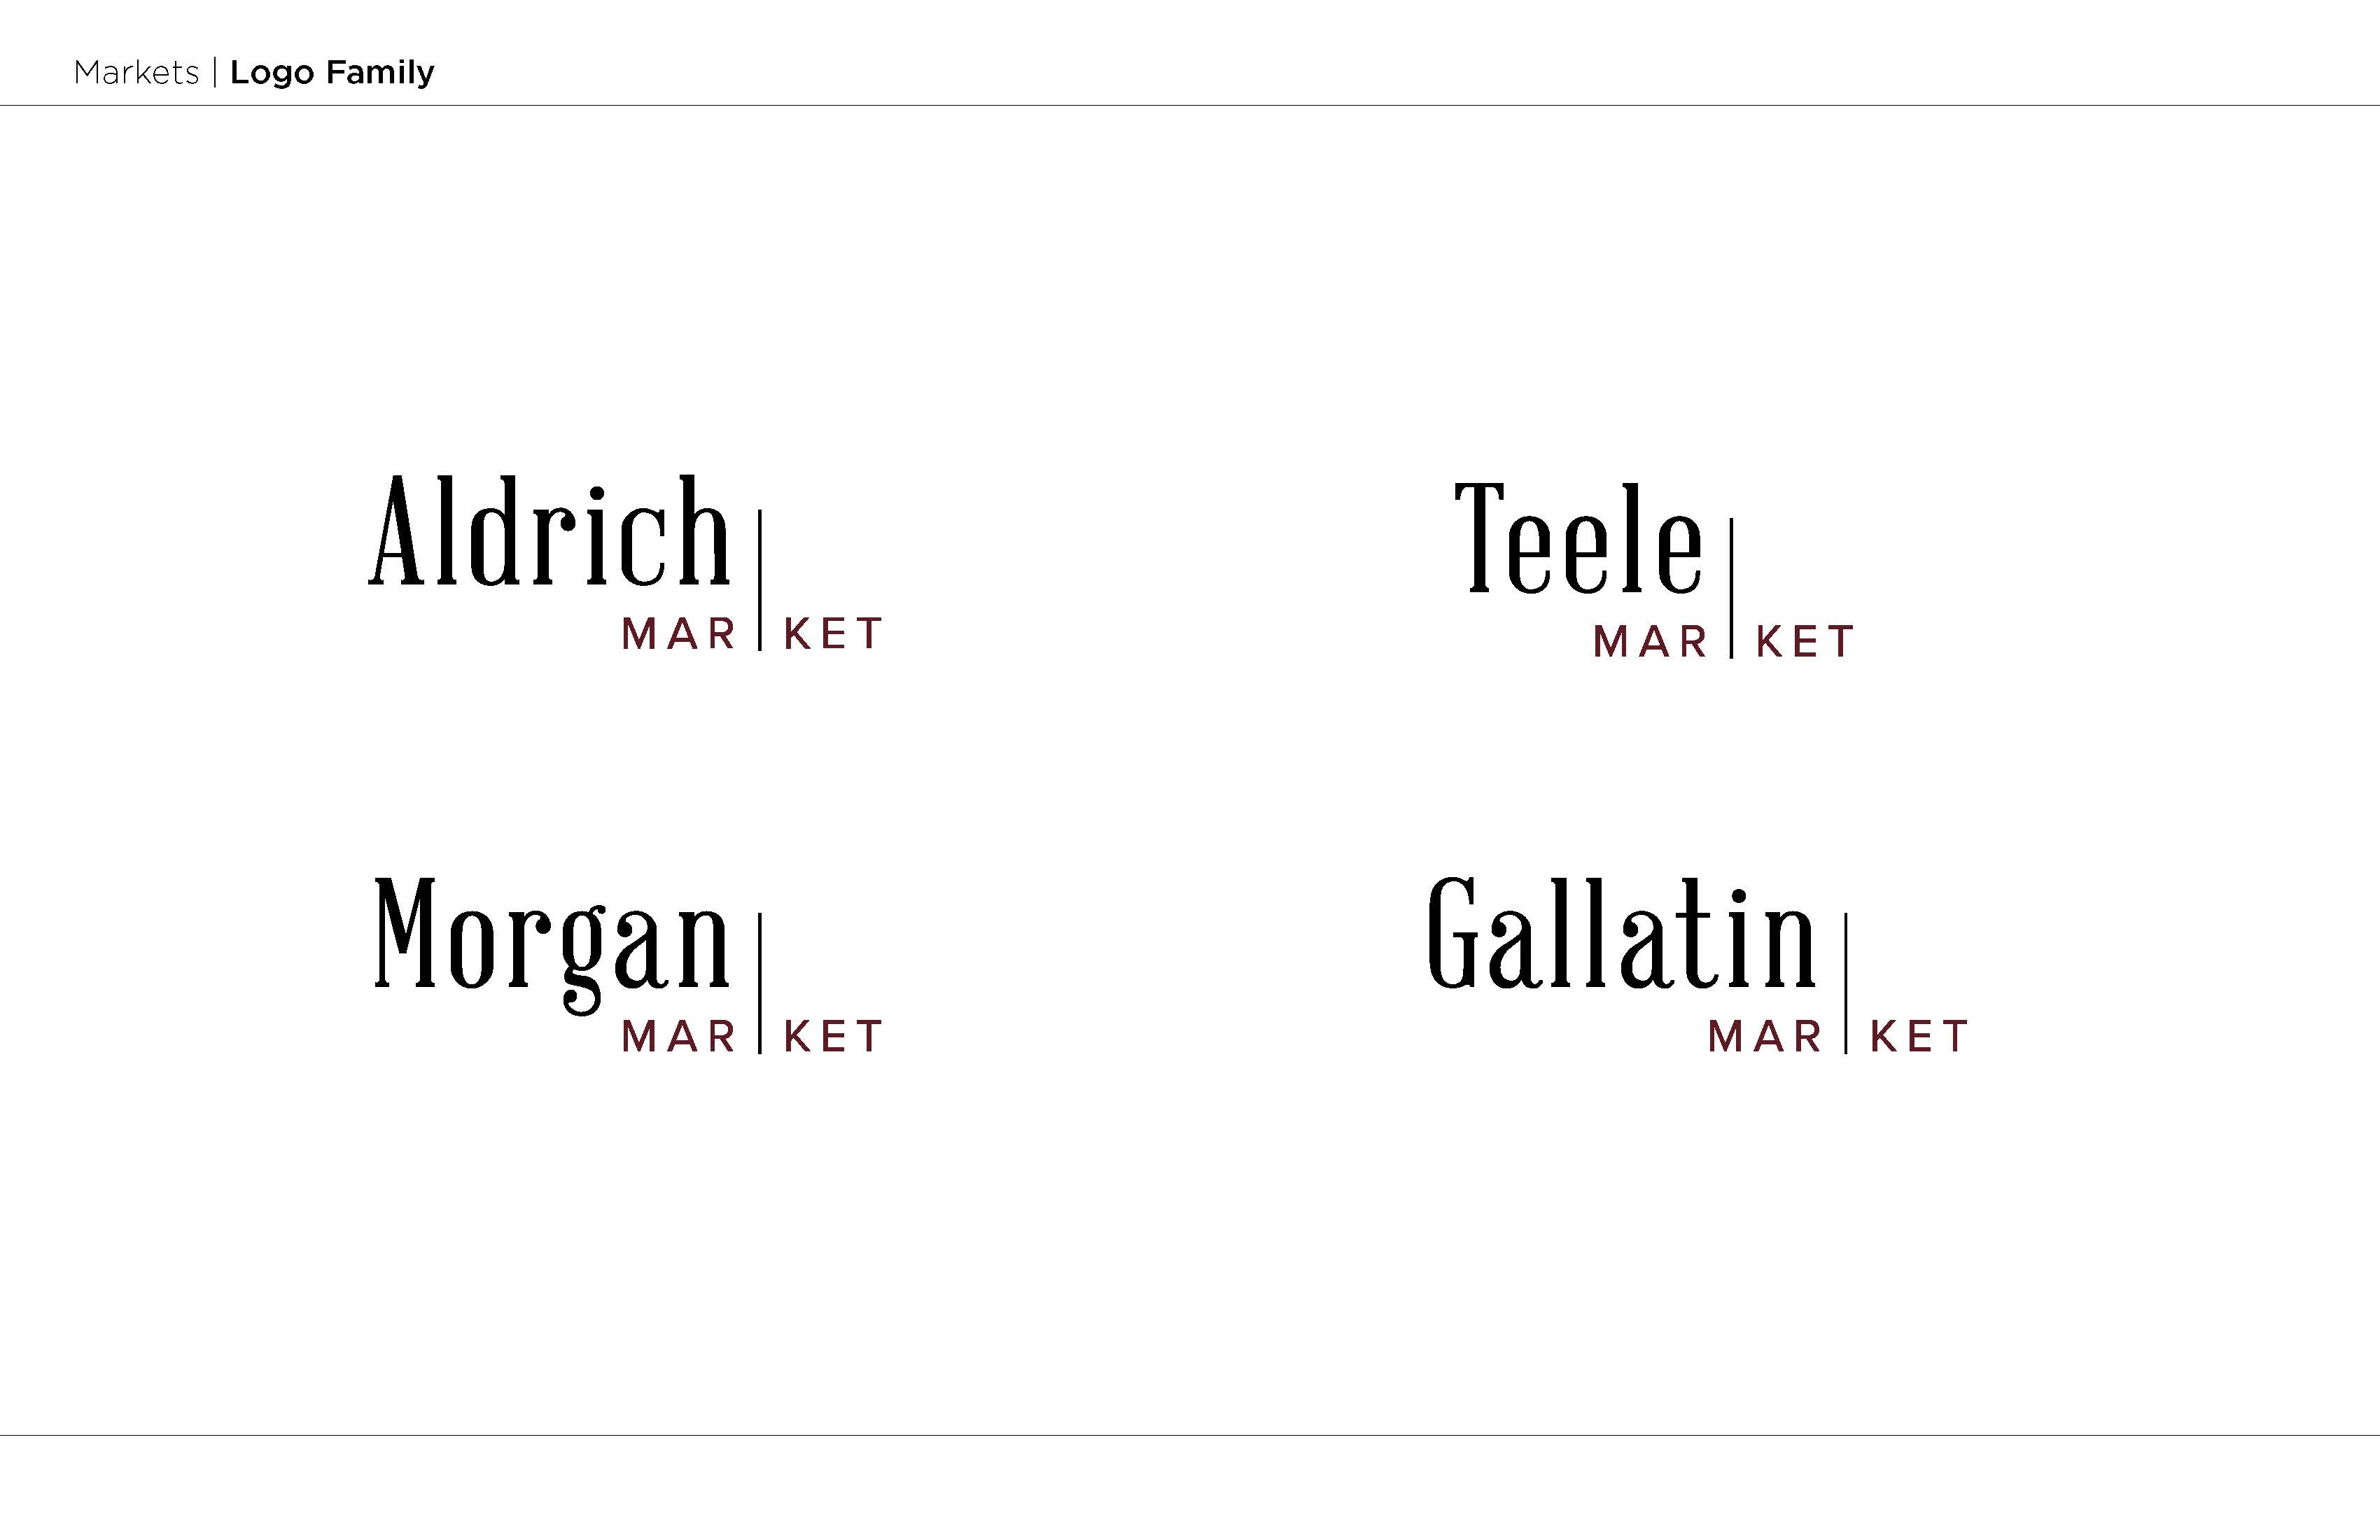 Markets | Logo Family
Aldrich
MAR | KET
Teele
MAR | KET
Morgan
MAR | KET
Gallatin
MAR | KET